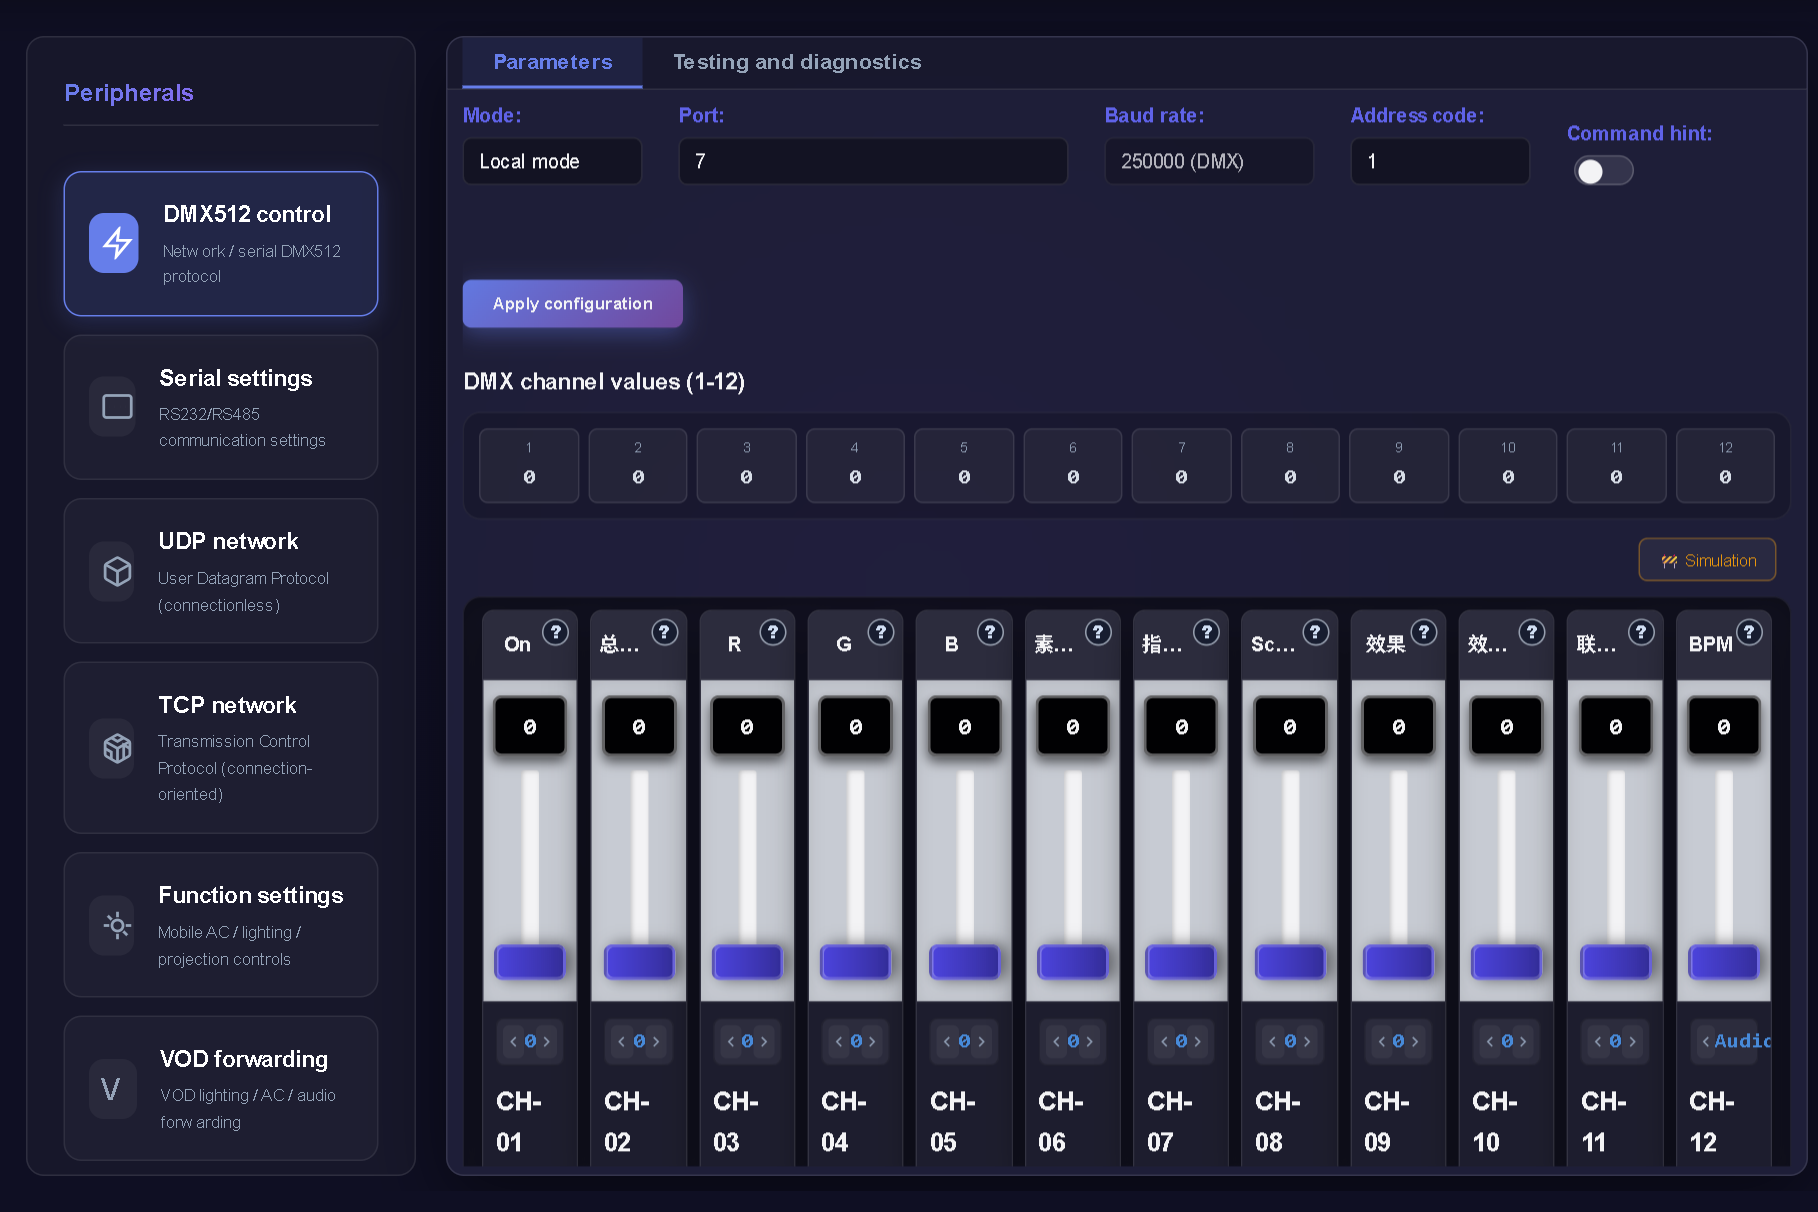 Peripherals
DMX512 control
Network / serial DMX512
protocol
Serial settings
RS232/RS485
communication settings
UDP network
User Datagram Protocol
(connectionless)
TCP network
Transmission Control
Protocol (connection-
oriented)
Function settings
Mobile AC / lighting /
projection controls
V
VOD forwarding
VOD lighting / AC / audio
forwarding
Parameters Testing and diagnostics
Mode: Port: Baud rate: Address code: Command hint:
Local mode 7 250000 (DMX) 1
Apply configuration
DMX channel values (1-12)
1 2 3 4 5 6 7 8 9 10 11 12
0 0 0 0 0 0 0 0 0 0 0 0
🚧 Simulation
On ? 总... ? R ? G ? B ? 素... ? 指... ? Sc... ? 效果 ? 效... ? 联... ? BPM ?
0 0 0 0 0 0 0 0 0 0 0 0
‹ 0 › ‹ 0 › ‹ 0 › ‹ 0 › ‹ 0 › ‹ 0 › ‹ 0 › ‹ 0 › ‹ 0 › ‹ 0 › ‹ 0 › ‹ Audio
CH- CH- CH- CH- CH- CH- CH- CH- CH- CH- CH- CH-
01 02 03 04 05 06 07 08 09 10 11 12